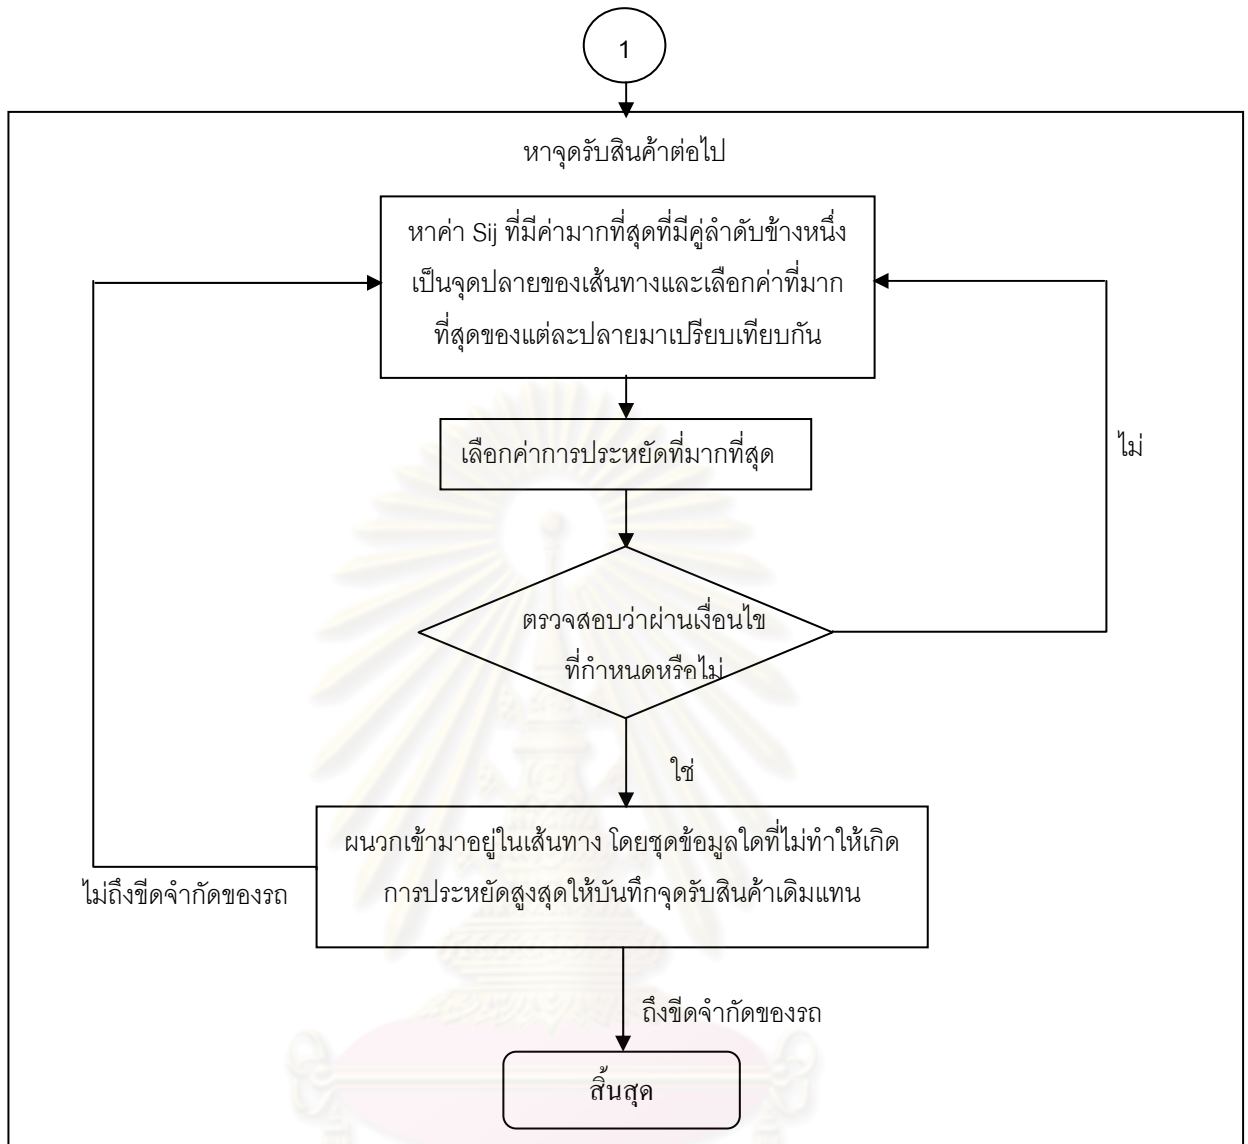 1
หาจุดรับสินค้าต่อไป
หาค่า Sij ที่มีค่ามากที่สุดที่มีคู่ลำดับข้างหนึ่ง
เป็นจุดปลายของเส้นทางและเลือกค่าที่มาก
ที่สุดของแต่ละปลายมาเปรียบเทียบกัน
เลือกค่าการประหยัดที่มากที่สุด
ไม่
ตรวจสอบว่าผ่านเงื่อนไข
ที่กำหนดหรือไม่
ใช่
ผนวกเข้ามาอยู่ในเส้นทาง โดยชุดข้อมูลใดที่ไม่ทำให้เกิด
การประหยัดสูงสุดให้บันทึกจุดรับสินค้าเดิมแทน
ไม่ถึงขีดจำกัดของรถ
ถึงขีดจำกัดของรถ
สิ้นสุด